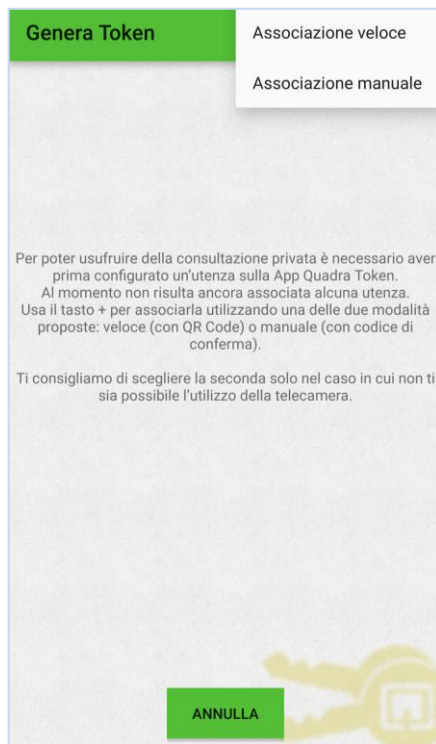 Genera Token
Associazione veloce
Associazione manuale
Per poter usufruire della consultazione privata è necessario aver
prima configurato un'utenza sulla App Quadra Token.
Al momento non risulta ancora associata alcuna utenza.
Usa il tasto + per associarla utilizzando una delle due modalità
proposte: veloce (con QR Code) o manuale (con codice di
conferma).
Ti consigliamo di scegliere la seconda solo nel caso in cui non ti
sia possibile l'utilizzo della telecamera.
ANNULLA